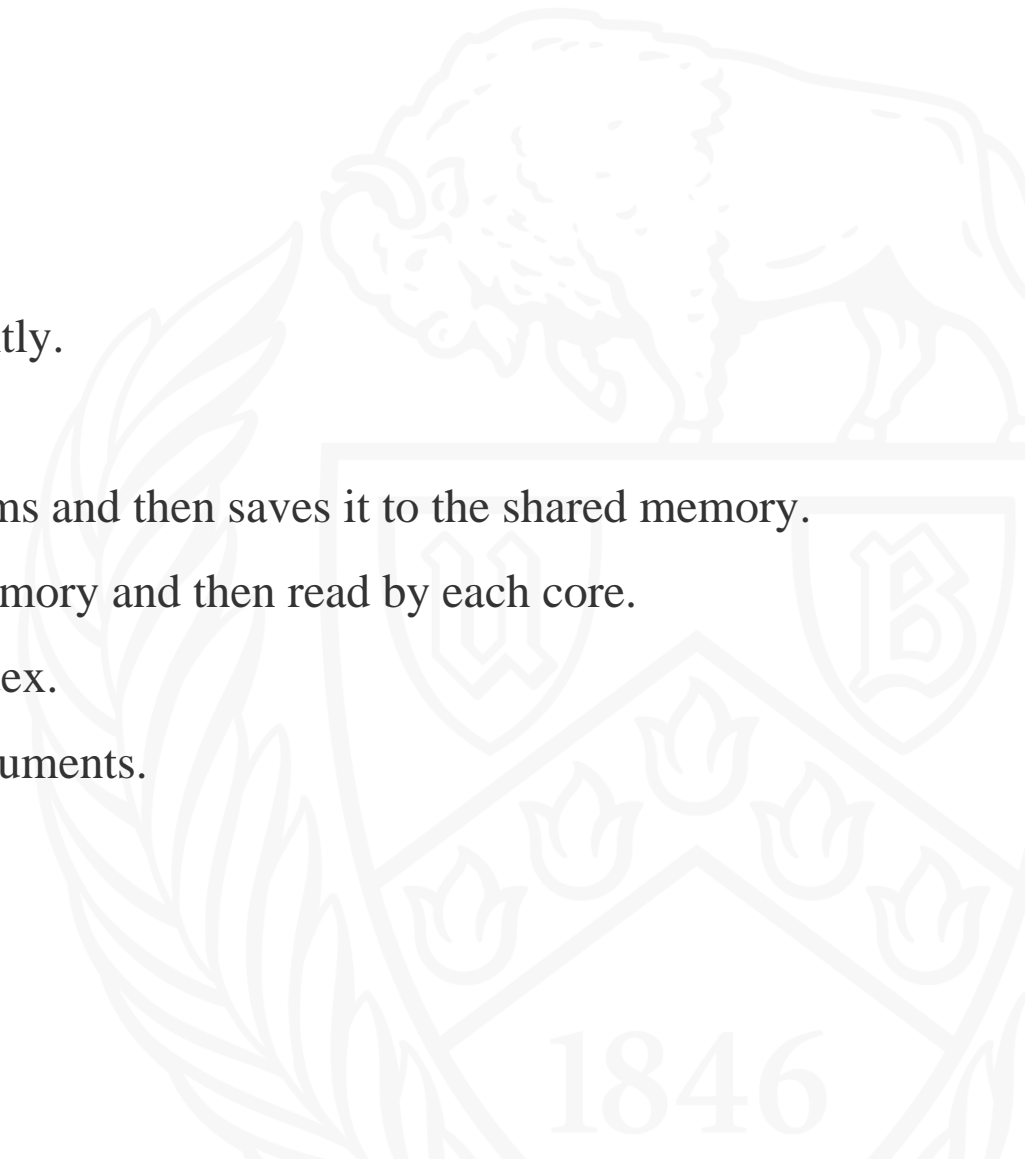 tly.
ms and then saves it to the shared memory.
mory and then read by each core.
ex.
uments.
U B
1846